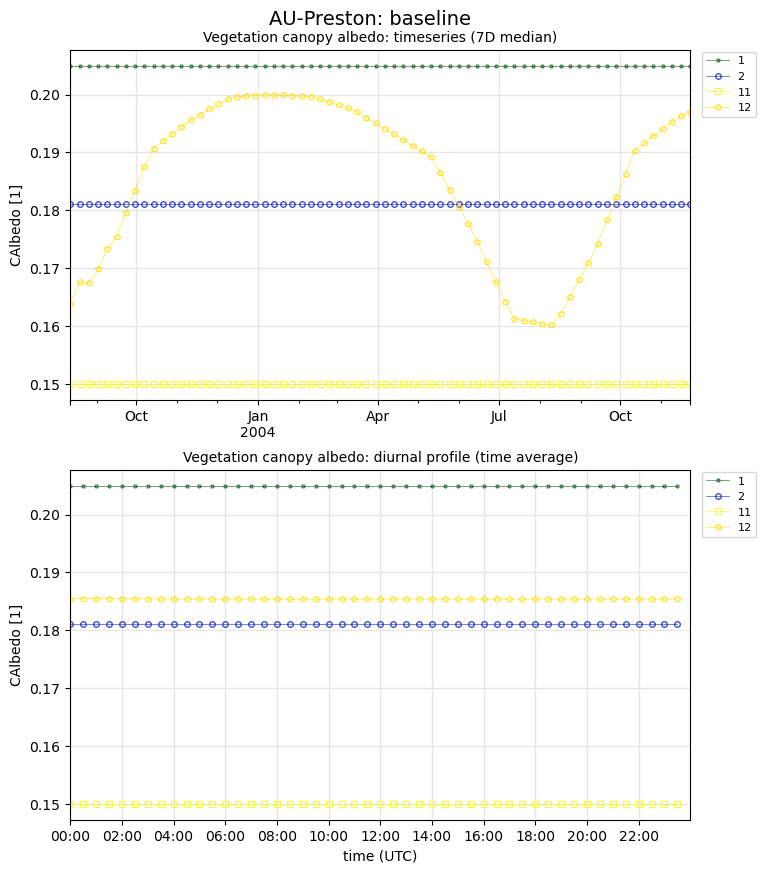 AU-Preston: baseline
Vegetation canopy albedo: timeseries (7D median)
CAlbedo [1]
0.20
0.19
0.18
0.17
0.16
0.15
Oct
Jan
2004
Apr
Jul
Oct
1
2
11
12
Vegetation canopy albedo: diurnal profile (time average)
CAlbedo [1]
0.20
0.19
0.18
0.17
0.16
0.15
00:00 02:00 04:00 06:00 08:00 10:00 12:00 14:00 16:00 18:00 20:00 22:00
time (UTC)
1
2
11
12